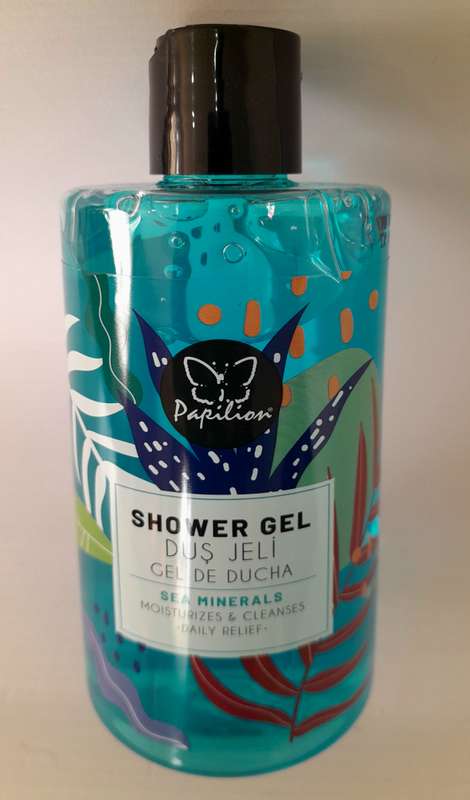 Papilion®
SHOWER GEL
DUŞ JELİ
GEL DE DUCHA
SEA MINERALS
MOISTURIZES & CLEANSES
•DAILY RELIEF•